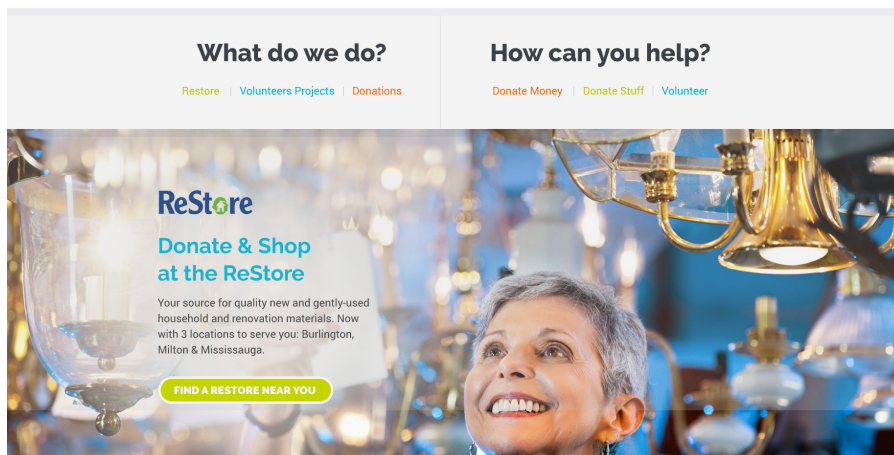 What do we do?
Restore | Volunteers Projects | Donations
How can you help?
Donate Money | Donate Stuff | Volunteer
ReStore
Donate & Shop
at the ReStore
Your source for quality new and gently-used
household and renovation materials. Now
with 3 locations to serve you: Burlington,
Milton & Mississauga.
FIND A RESTORE NEAR YOU